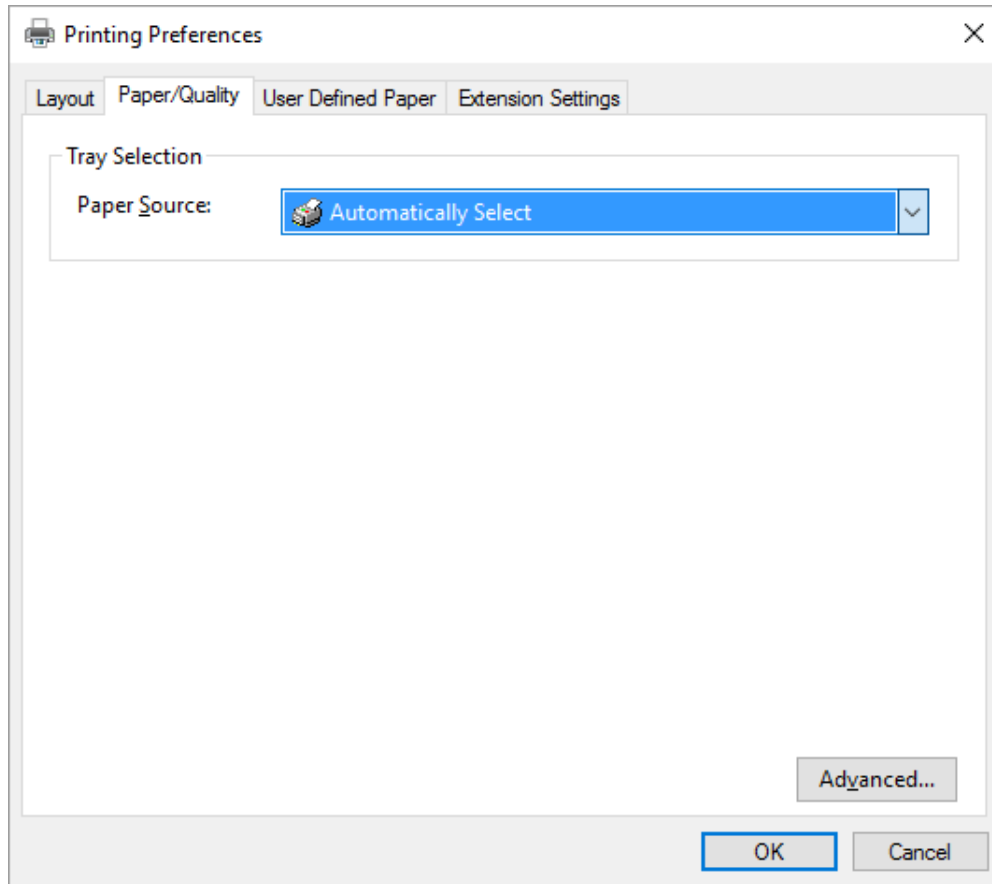 Printing Preferences
Layout Paper/Quality User Defined Paper Extension Settings
Tray Selection
Paper Source: Automatically Select
Advanced...
OK Cancel